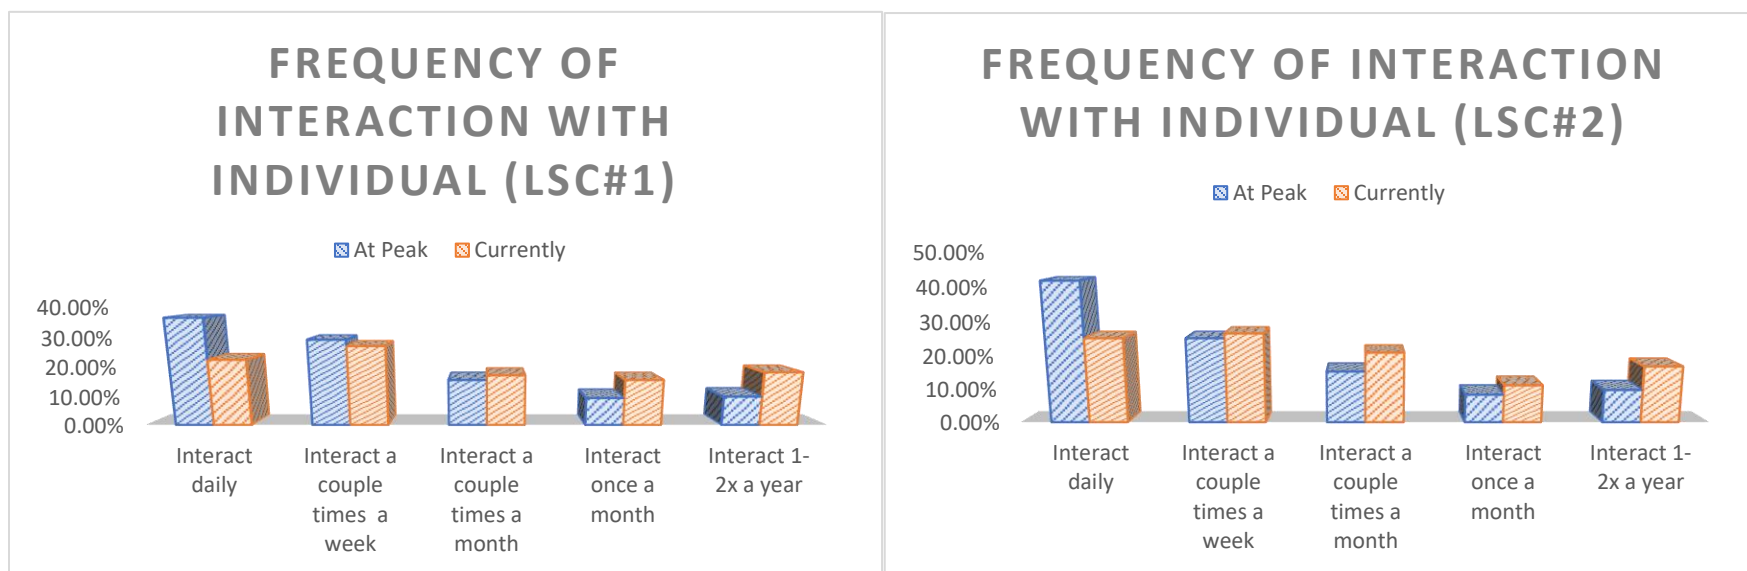 FREQUENCY OF
INTERACTION WITH
INDIVIDUAL (LSC#1)
At Peak Currently
40.00%
30.00%
20.00%
10.00%
0.00%
Interact
daily
Interact a
couple
times a
week
Interact a
couple
times a
month
Interact
once a
month
Interact 1-
2x a year
FREQUENCY OF INTERACTION
WITH INDIVIDUAL (LSC#2)
At Peak Currently
50.00%
40.00%
30.00%
20.00%
10.00%
0.00%
Interact
daily
Interact a
couple
times a
week
Interact a
couple
times a
month
Interact
once a
month
Interact 1-
2x a year